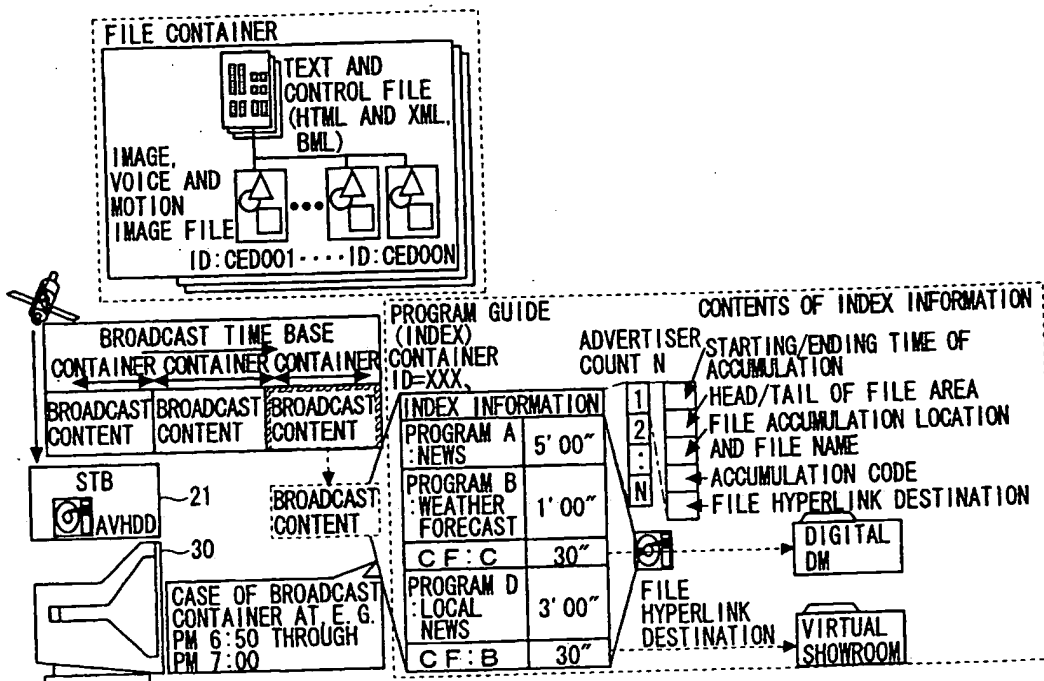 FILE CONTAINER
TEXT AND
CONTROL FILE
(HTML AND XML,
BML)
IMAGE,
VOICE AND
MOTION
IMAGE FILE
ID:CED001····ID:CED00N
BROADCAST TIME BASE
CONTAINER CONTAINER CONTAINER
BROADCAST
CONTENT
BROADCAST
CONTENT
BROADCAST
CONTENT
STB
AVHDD
21
30
BROADCAST
CONTENT
CASE OF BROADCAST
CONTAINER AT E.G.
PM 6:50 THROUGH
PM 7:00
PROGRAM GUIDE
(INDEX)
CONTAINER
ID=XXX,
INDEX INFORMATION
PROGRAM A
:NEWS
5'00"
PROGRAM B
:WEATHER
FORECAST
1'00"
CF:C
30"
PROGRAM D
:LOCAL
NEWS
3'00"
CF:B
30"
ADVERTISER
COUNT N
1
2
:
N
CONTENTS OF INDEX INFORMATION
STARTING/ENDING TIME OF
ACCUMULATION
HEAD/TAIL OF FILE AREA
FILE ACCUMULATION LOCATION
AND FILE NAME
ACCUMULATION CODE
FILE HYPERLINK DESTINATION
FILE
HYPERLINK
DESTINATION
DIGITAL
DM
VIRTUAL
SHOWROOM